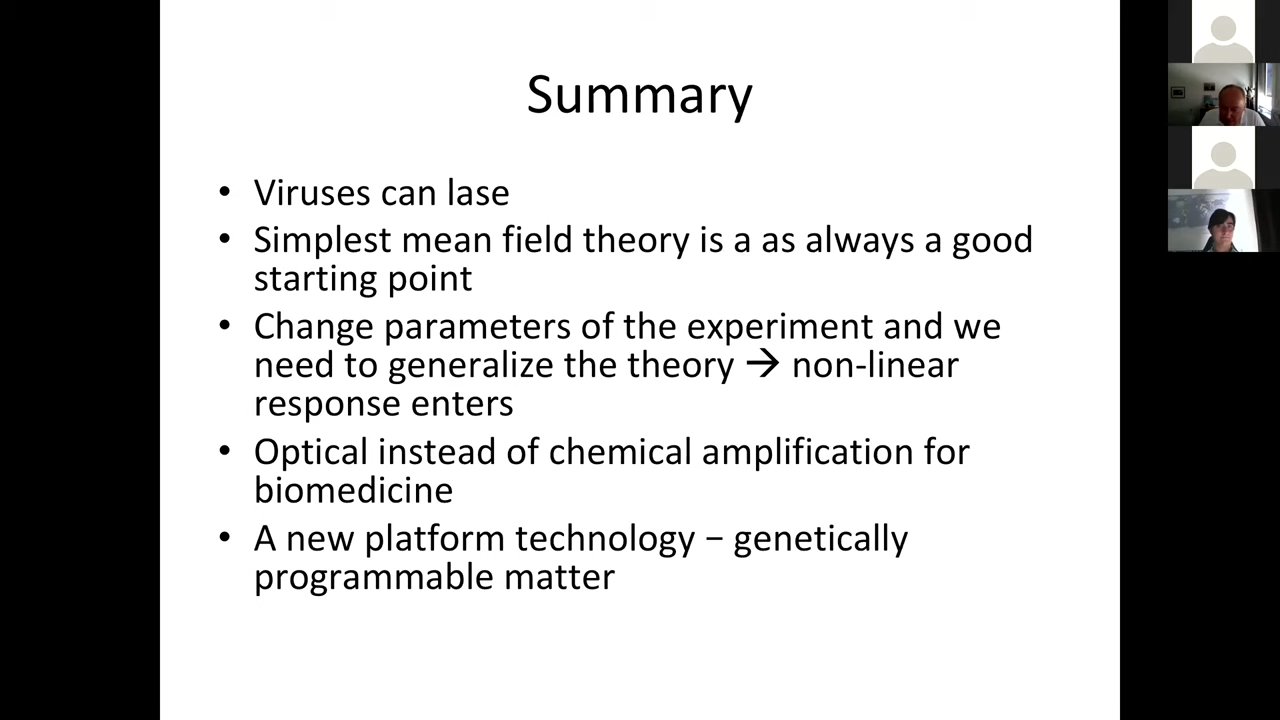 Summary
• Viruses can lase
• Simplest mean field theory is a as always a good
starting point
• Change parameters of the experiment and we
need to generalize the theory → non-linear
response enters
• Optical instead of chemical amplification for
biomedicine
• A new platform technology – genetically
programmable matter